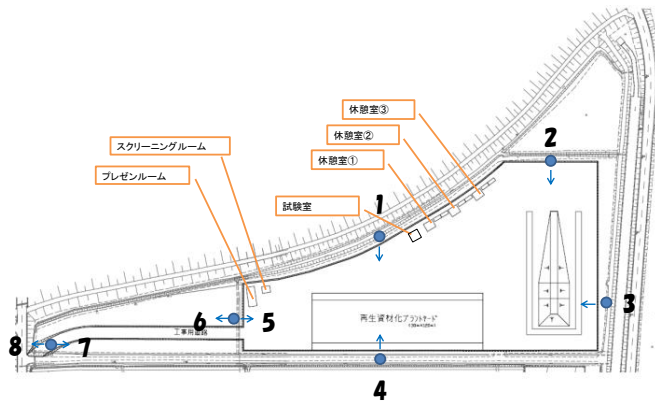 休憩室③
2
休憩室②
スクリーニングルーム
休憩室①
プレゼンルーム
1
試験室
3
6
5
再生資材化プラントヤード
工事用道路
8
7
4